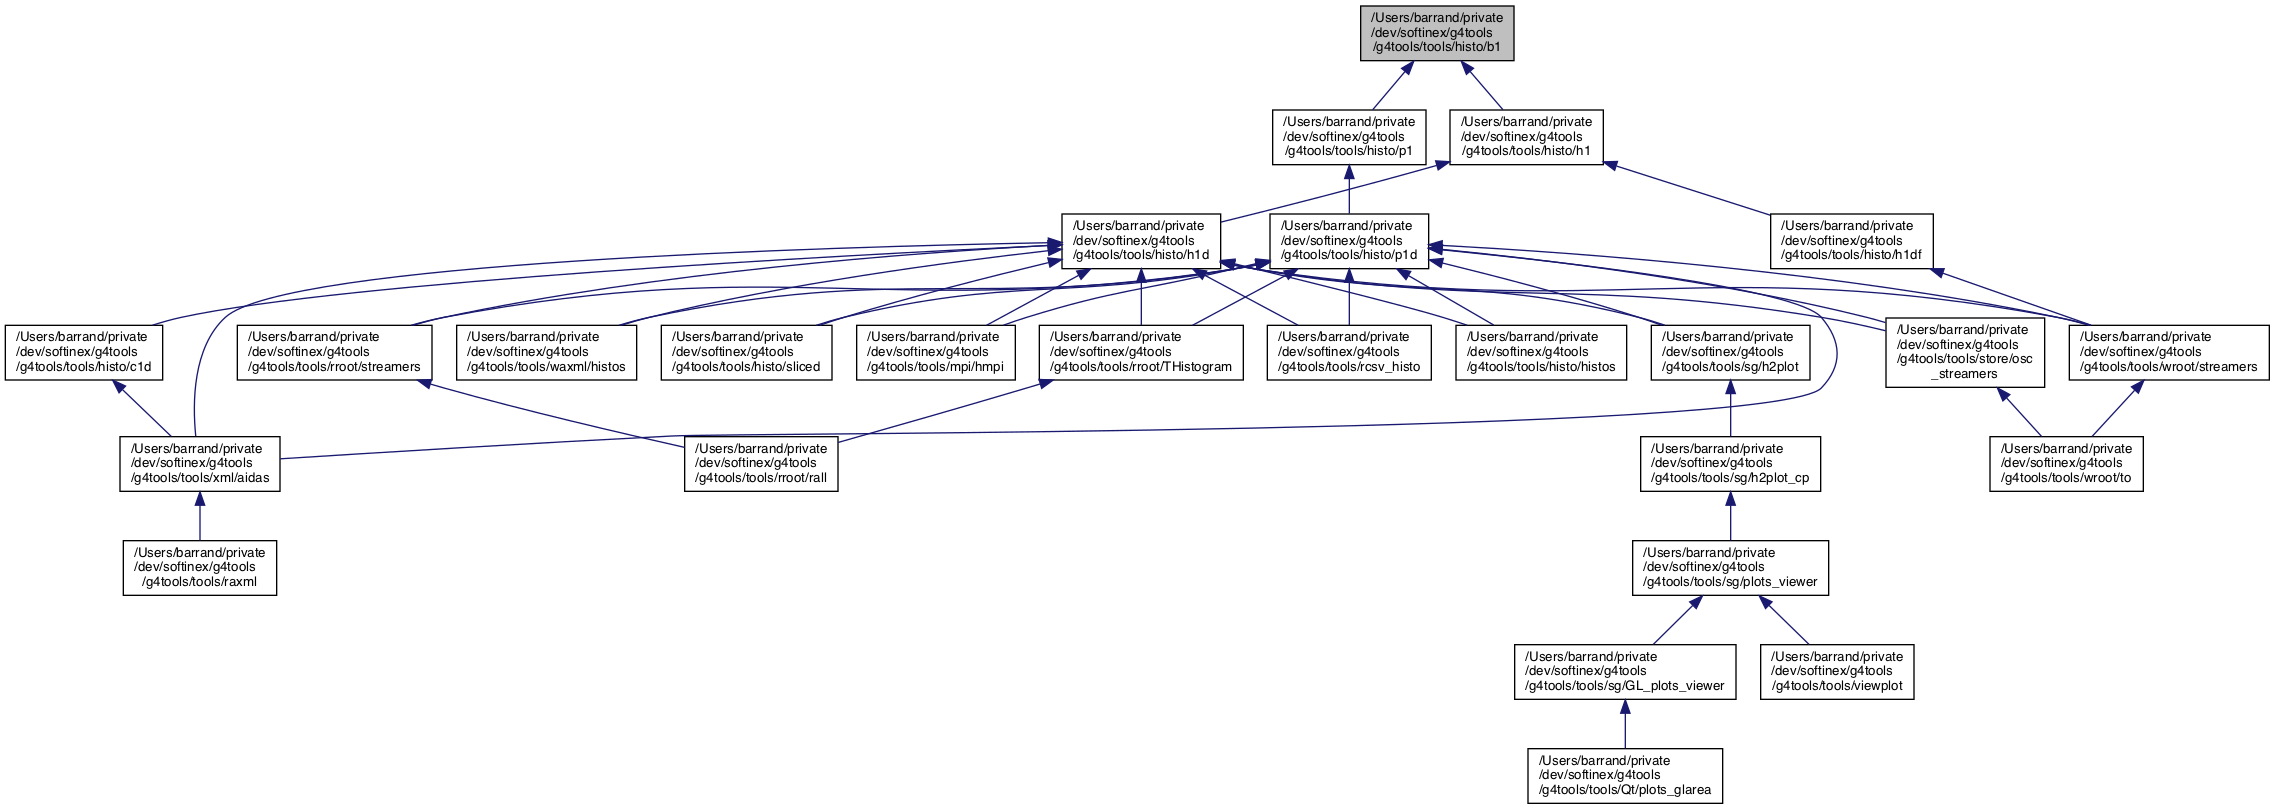 /Users/barrand/private
/dev/softinex/g4tools
/g4tools/tools/histo/b1
/Users/barrand/private
/dev/softinex/g4tools
/g4tools/tools/histo/p1
/Users/barrand/private
/dev/softinex/g4tools
/g4tools/tools/histo/h1
/Users/barrand/private
/dev/softinex/g4tools
/g4tools/tools/histo/h1d
/Users/barrand/private
/dev/softinex/g4tools
/g4tools/tools/histo/p1d
/Users/barrand/private
/dev/softinex/g4tools
/g4tools/tools/histo/h1df
/Users/barrand/private
/dev/softinex/g4tools
/g4tools/tools/histo/c1d
/Users/barrand/private
/dev/softinex/g4tools
/g4tools/tools/rroot/streamers
/Users/barrand/private
/dev/softinex/g4tools
/g4tools/tools/waxml/histos
/Users/barrand/private
/dev/softinex/g4tools
/g4tools/tools/histo/sliced
/Users/barrand/private
/dev/softinex/g4tools
/g4tools/tools/mpi/hmpi
/Users/barrand/private
/dev/softinex/g4tools
/g4tools/tools/rroot/THistogram
/Users/barrand/private
/dev/softinex/g4tools
/g4tools/tools/rcsv_histo
/Users/barrand/private
/dev/softinex/g4tools
/g4tools/tools/histo/histos
/Users/barrand/private
/dev/softinex/g4tools
/g4tools/tools/sg/h2plot
/Users/barrand/private
/dev/softinex/g4tools
/g4tools/tools/store/osc
_streamers
/Users/barrand/private
/dev/softinex/g4tools
/g4tools/tools/wroot/streamers
/Users/barrand/private
/dev/softinex/g4tools
/g4tools/tools/xml/aidas
/Users/barrand/private
/dev/softinex/g4tools
/g4tools/tools/rroot/rall
/Users/barrand/private
/dev/softinex/g4tools
/g4tools/tools/sg/h2plot_cp
/Users/barrand/private
/dev/softinex/g4tools
/g4tools/tools/wroot/to
/Users/barrand/private
/dev/softinex/g4tools
/g4tools/tools/raxml
/Users/barrand/private
/dev/softinex/g4tools
/g4tools/tools/sg/plots_viewer
/Users/barrand/private
/dev/softinex/g4tools
/g4tools/tools/sg/GL_plots_viewer
/Users/barrand/private
/dev/softinex/g4tools
/g4tools/tools/viewplot
/Users/barrand/private
/dev/softinex/g4tools
/g4tools/tools/Qt/plots_glarea